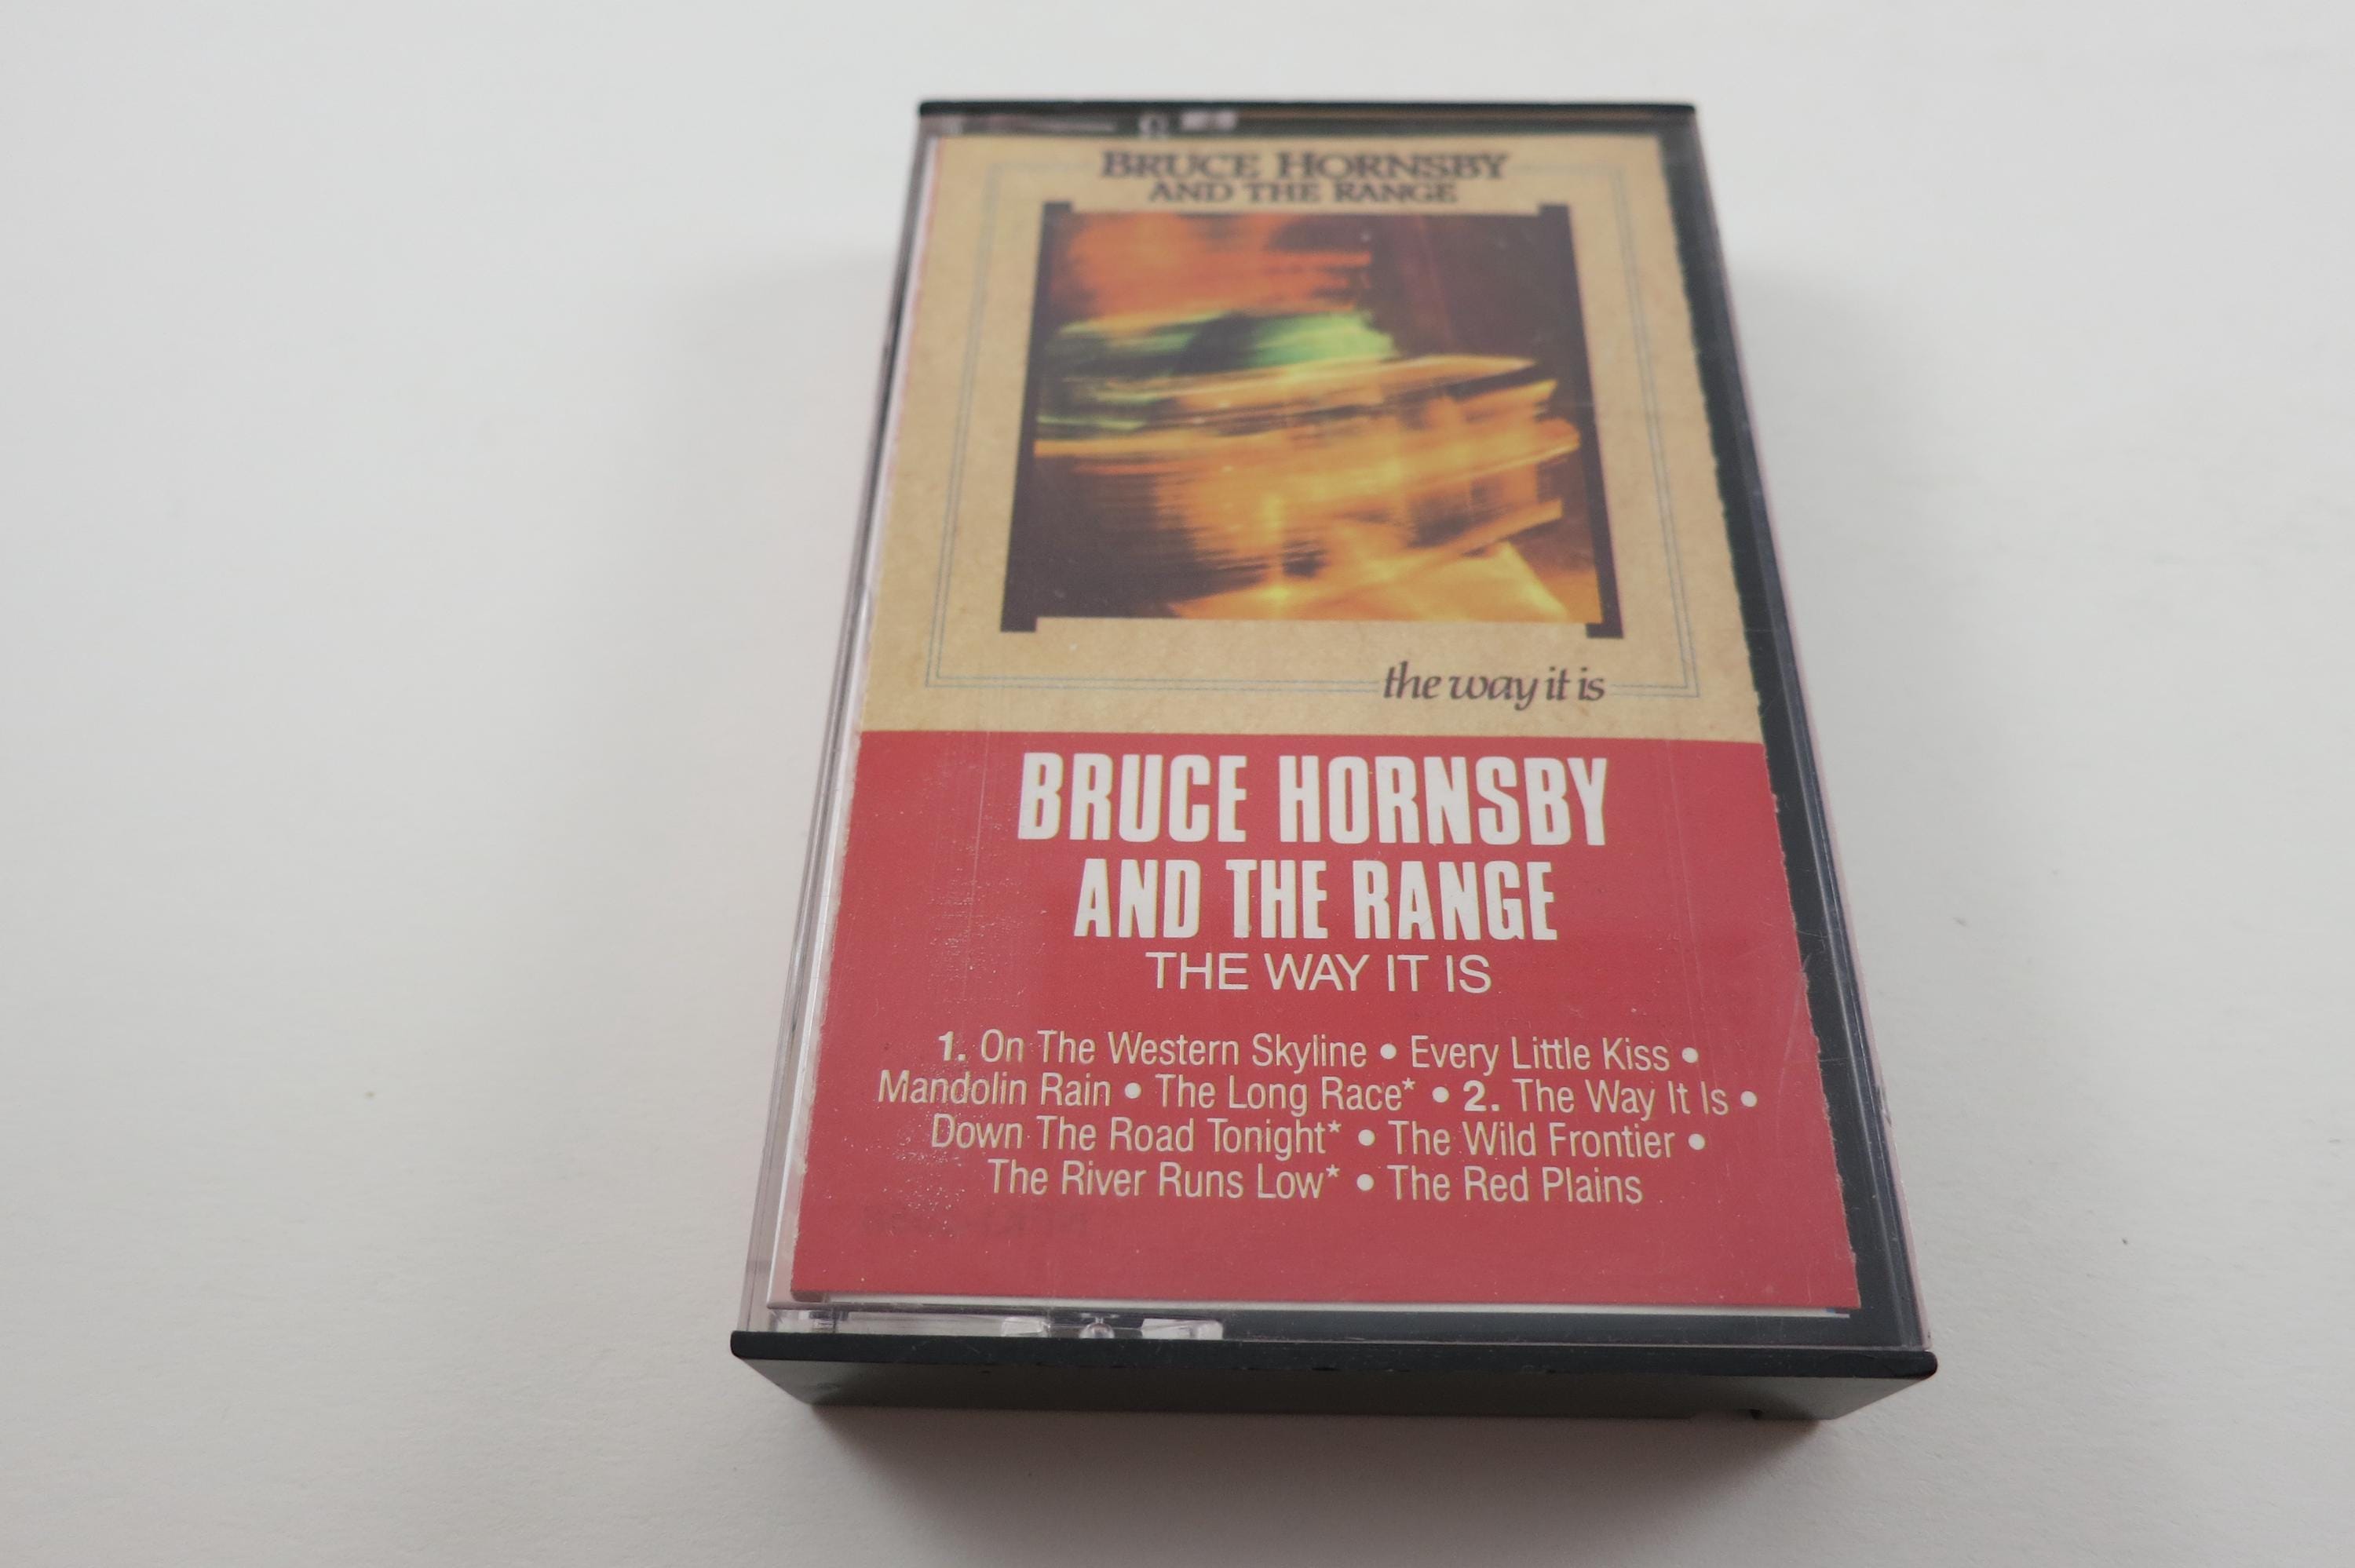 BRUCE HORNSBY
AND THE RANGE
the way it is
BRUCE HORNSBY
AND THE RANGE
THE WAY IT IS
1. On The Western Skyline • Every Little Kiss •
Mandolin Rain • The Long Race* • 2. The Way It Is •
Down The Road Tonight* • The Wild Frontier •
The River Runs Low* • The Red Plains